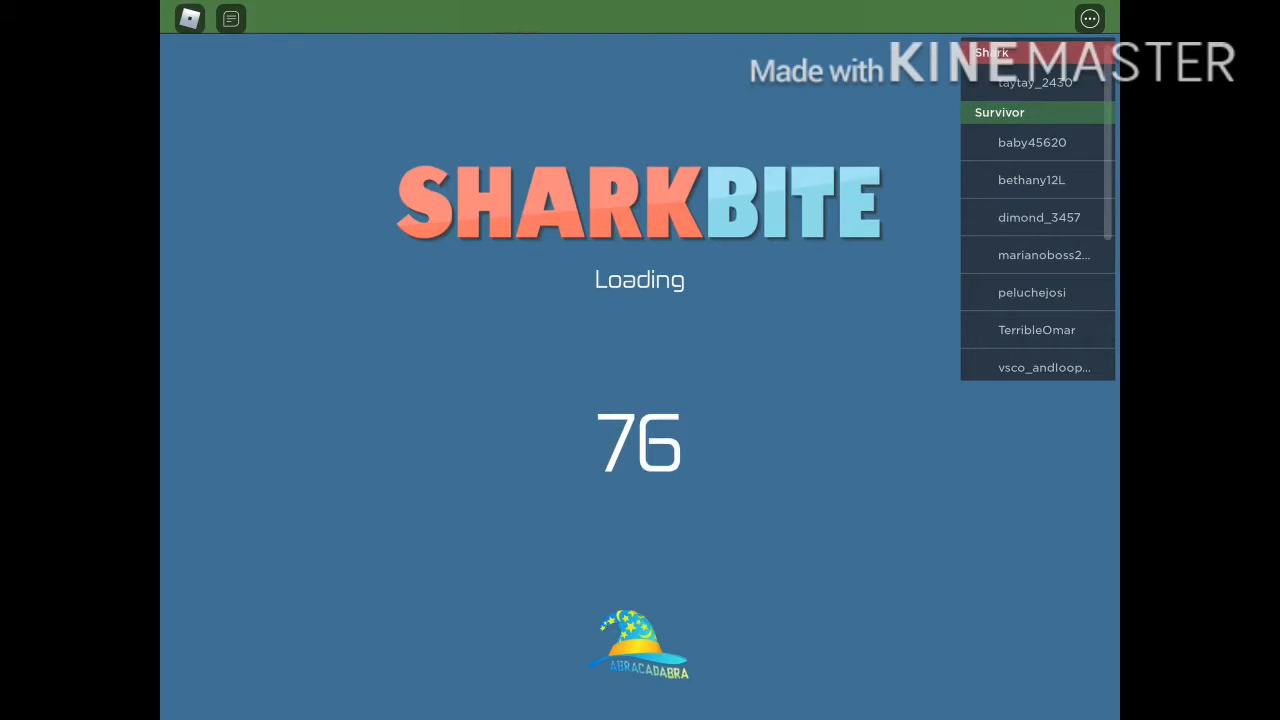 Made with KINEMASTER
Shark
taytay_2430
Survivor
baby45620
bethany12L
dimond_3457
marianoboss2...
peluchejosi
TerribleOmar
vsco_andloop...
SHARKBITE
Loading
76
ABRACADABRA